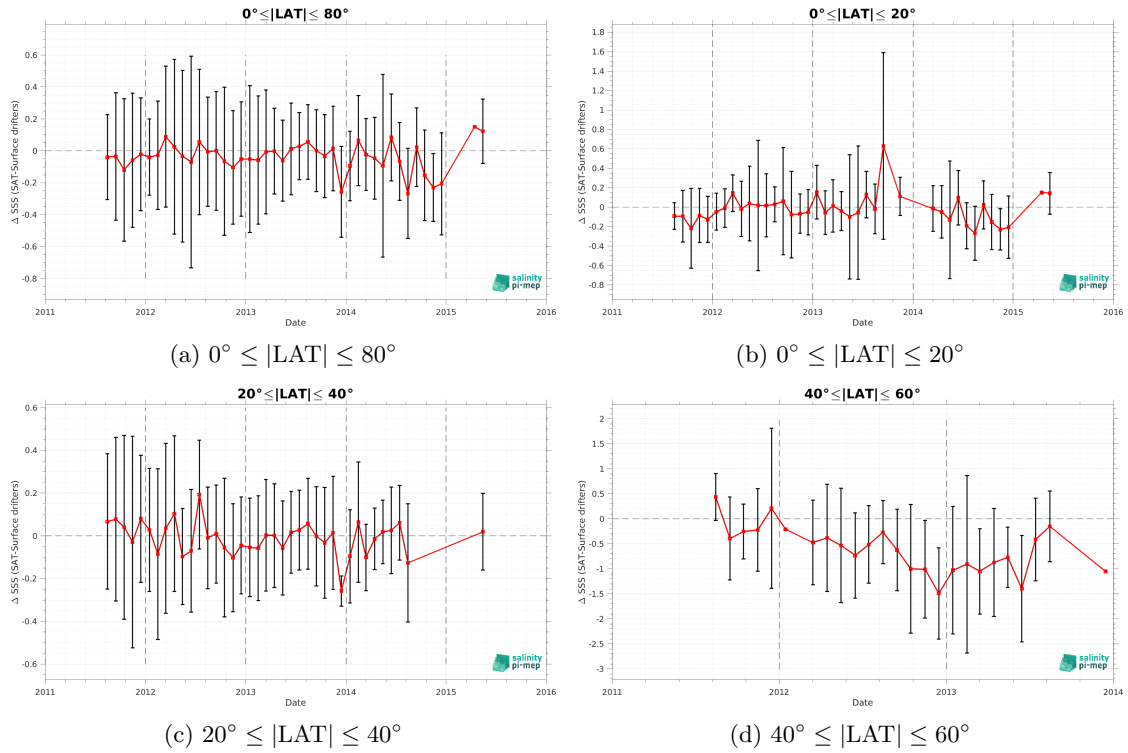 0°≤|LAT|≤ 80°
Δ SSS (SAT-Surface drifters)
0.6
0.4
0.2
0
-0.2
-0.4
-0.6
-0.8
2011 2012 2013 2014 2015 2016
Date
salinity
pi-mep
(a) 0° ≤ |LAT| ≤ 80°
0°≤|LAT|≤ 20°
Δ SSS (SAT-Surface drifters)
1.8
1.6
1.4
1.2
1
0.8
0.6
0.4
0.2
0
-0.2
-0.4
-0.6
-0.8
2011 2012 2013 2014 2015 2016
Date
salinity
pi-mep
(b) 0° ≤ |LAT| ≤ 20°
20°≤|LAT|≤ 40°
Δ SSS (SAT-Surface drifters)
0.6
0.4
0.2
0
-0.2
-0.4
-0.6
2011 2012 2013 2014 2015 2016
Date
salinity
pi-mep
(c) 20° ≤ |LAT| ≤ 40°
40°≤|LAT|≤ 60°
Δ SSS (SAT-Surface drifters)
2
1.5
1
0.5
0
-0.5
-1
-1.5
-2
-2.5
-3
2011 2012 2013 2014
Date
salinity
pi-mep
(d) 40° ≤ |LAT| ≤ 60°